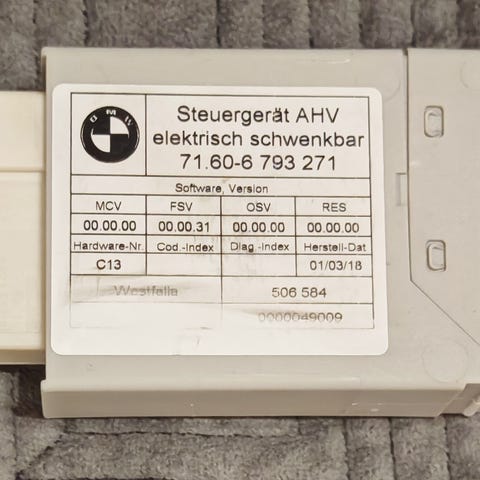 BMW
Steuergerät AHV
elektrisch schwenkbar
71.60-6 793 271
Software, Version
MCV FSV OSV RES
00.00.00 00.00.31 00.00.00 00.00.00
Hardware-Nr. Cod.-Index Diag.-Index Herstell-Dat
C13 01/03/18
Westfalia 506 584
0000049009